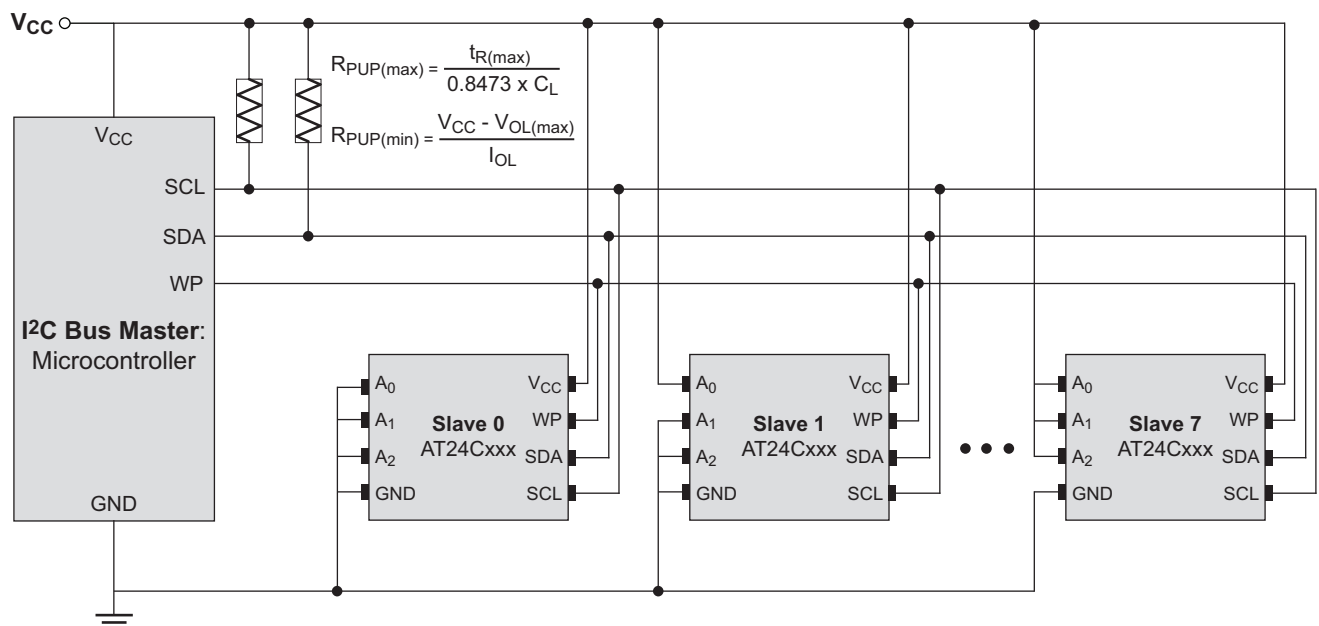 VCC
RPUP(max) = tR(max)
0.8473 x CL
RPUP(min) = VCC - VOL(max)
IOL
VCC
SCL
SDA
WP
I2C Bus Master:
Microcontroller
GND
A0
A1
A2
GND
Slave 0
AT24Cxxx
VCC
WP
SDA
SCL
A0
A1
A2
GND
Slave 1
AT24Cxxx
VCC
WP
SDA
SCL
A0
A1
A2
GND
Slave 7
AT24Cxxx
VCC
WP
SDA
SCL